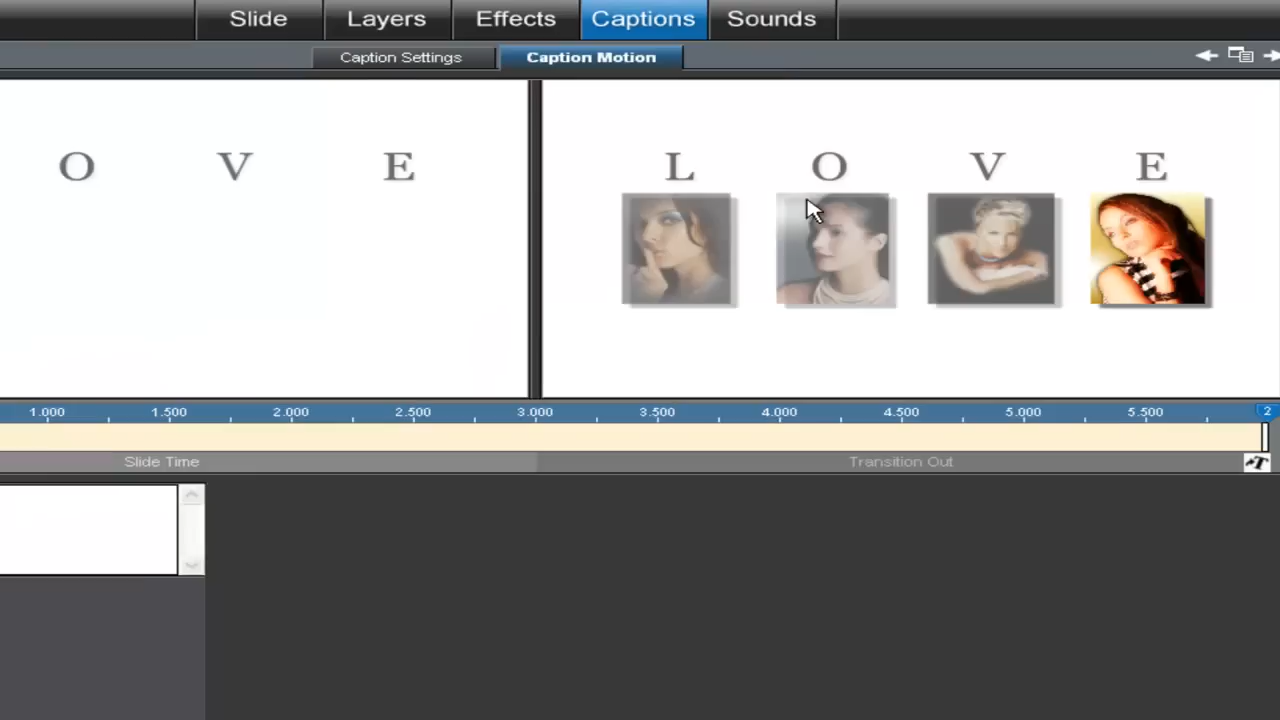 Slide Layers Effects Captions Sounds
Caption Settings Caption Motion
O V E L O V E
1.000 1.500 2.000 2.500 3.000 3.500 4.000 4.500 5.000 5.500 2
Slide Time Transition Out
T